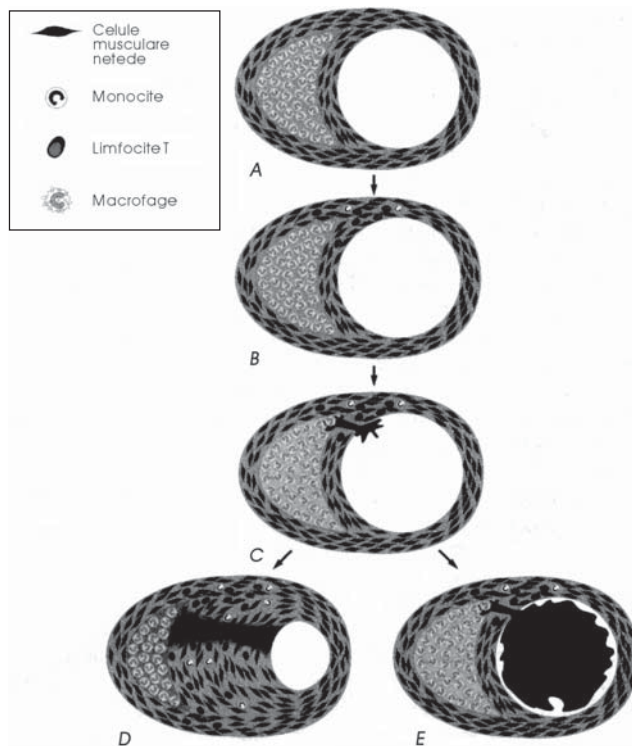 Celule
musculare
netede
Monocite
Limfocite T
Macrofage
A
B
C
D
E